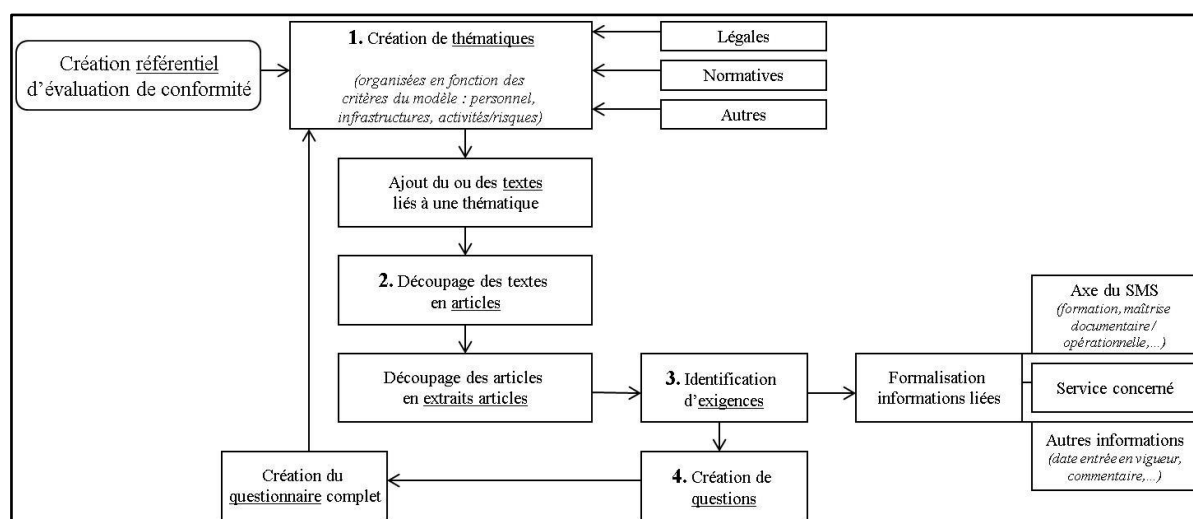 Création référentiel
d'évaluation de conformité
1. Création de thématiques
(organisées en fonction des
critères du modèle : personnel,
infrastructures, activités/risques)
Légales
Normatives
Autres
Ajout du ou des textes
liés à une thématique
2. Découpage des textes
en articles
Découpage des articles
en extraits articles
3. Identification
d'exigences
Formalisation
informations liées
Axe du SMS
(formation, maîtrise
documentaire/
opérationnelle,...)
Service concerné
Autres informations
(date entrée en vigueur,
commentaire,...)
4. Création de
questions
Création du
questionnaire complet